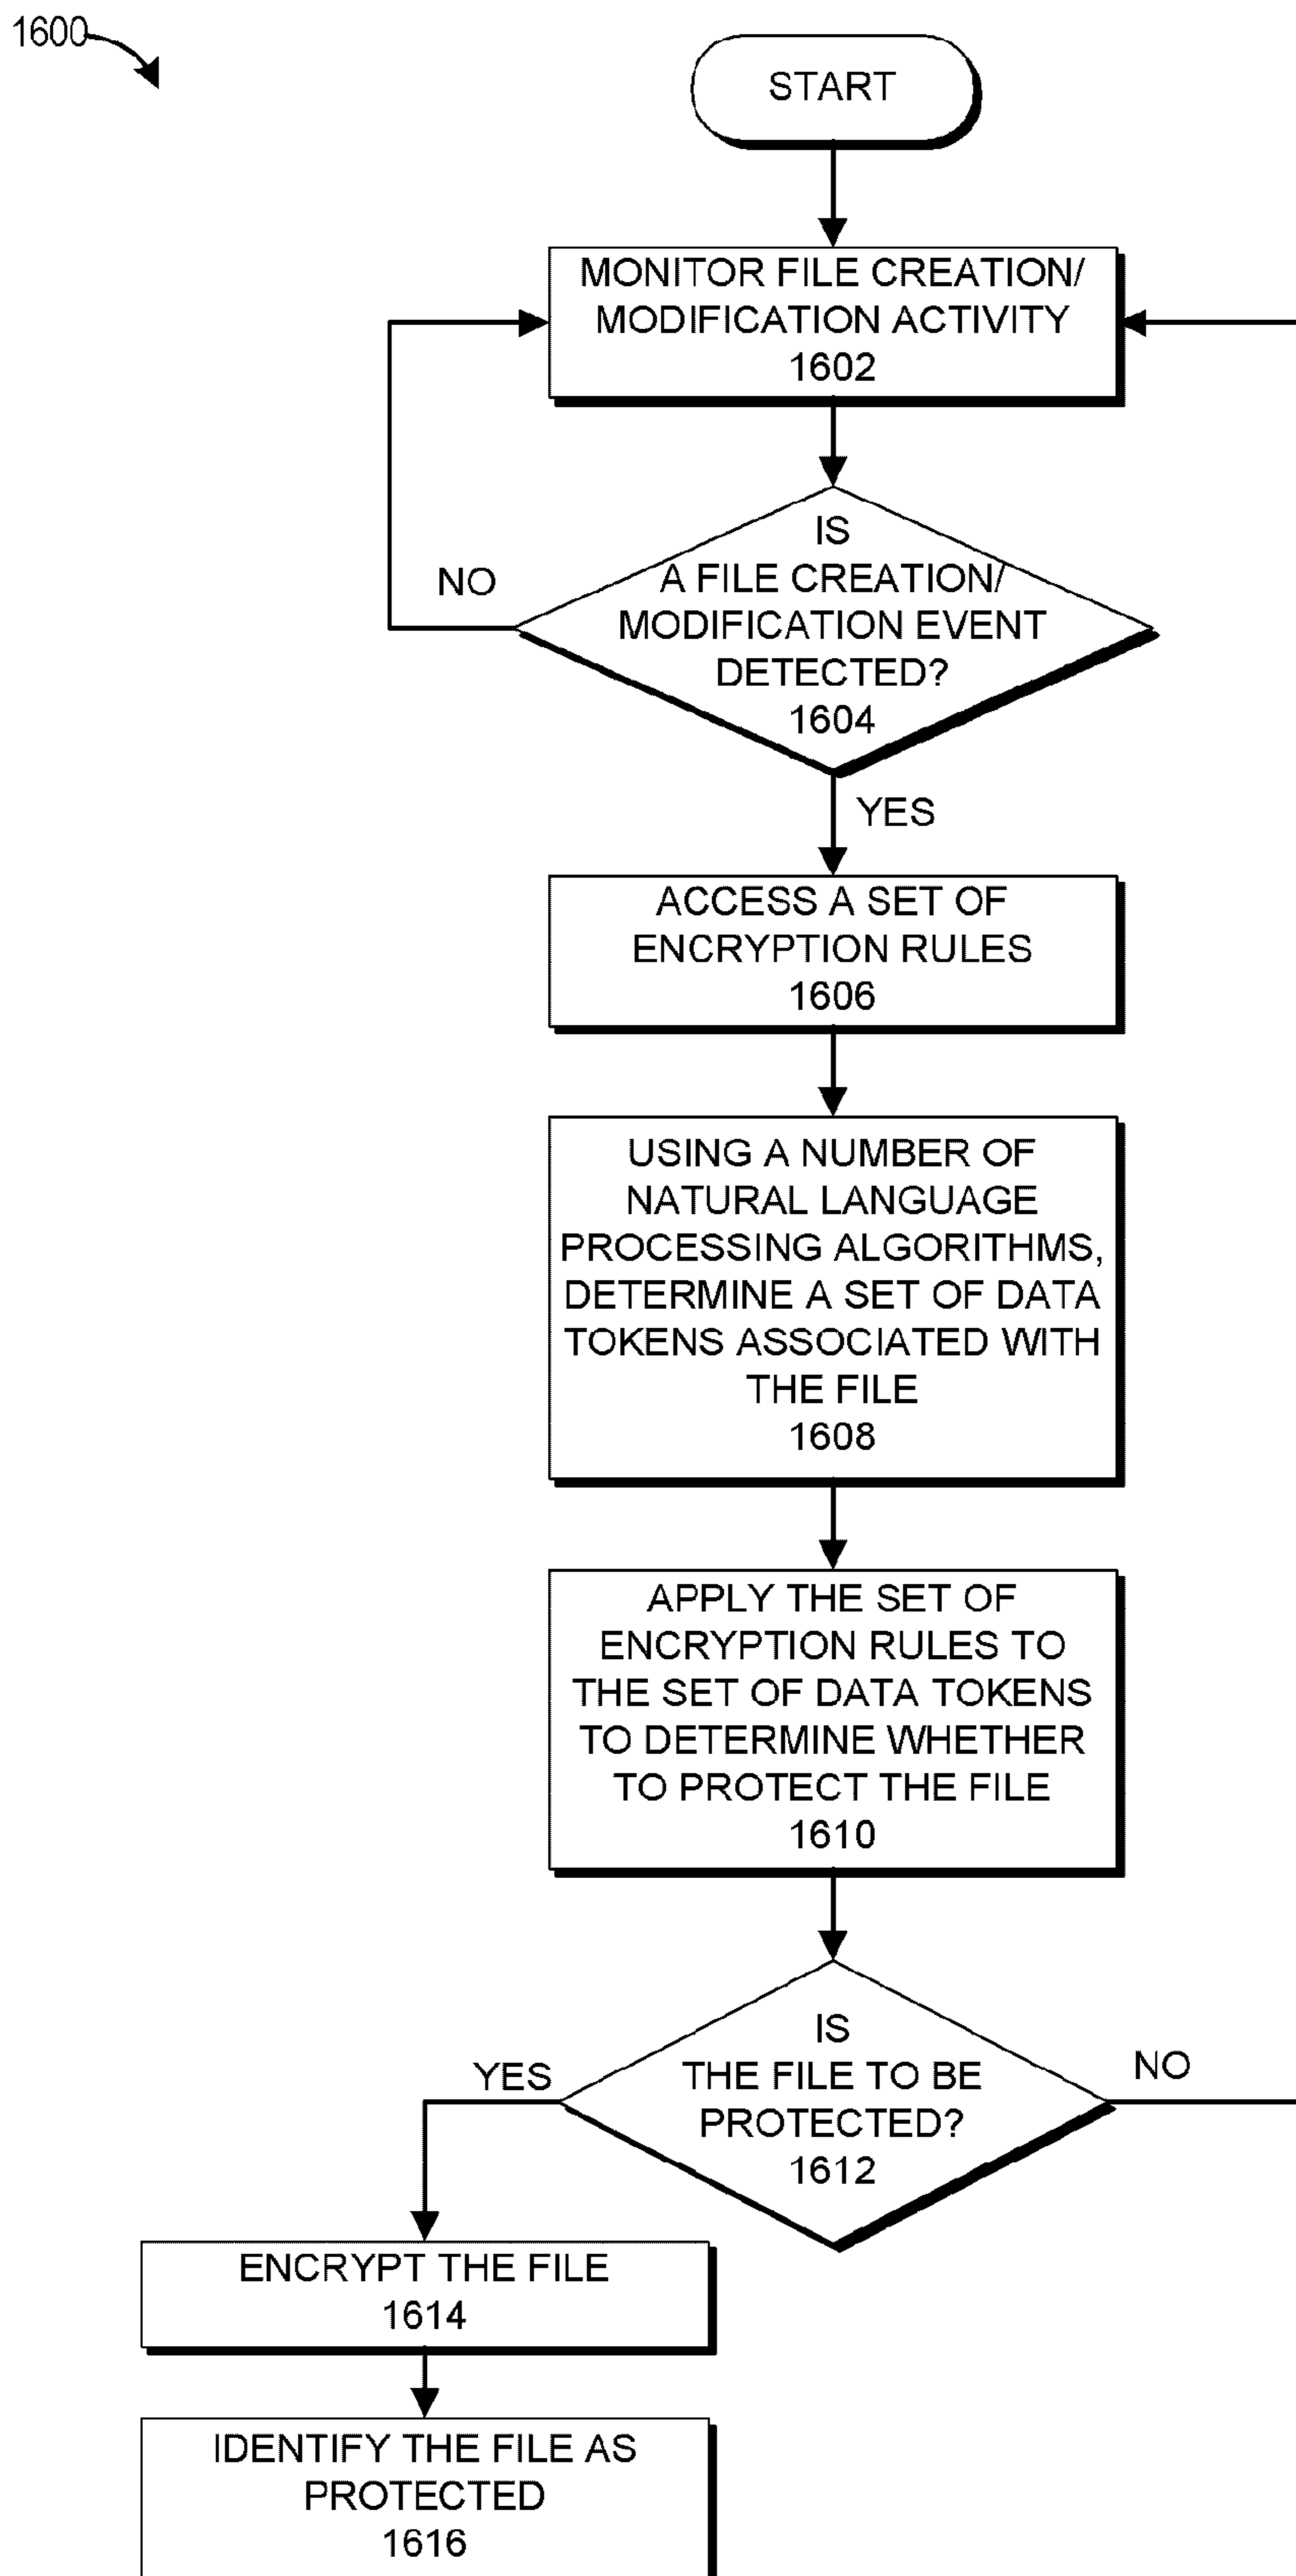 1600
START
MONITOR FILE CREATION/
MODIFICATION ACTIVITY
1602
IS
A FILE CREATION/
MODIFICATION EVENT
DETECTED?
1604
NO
YES
ACCESS A SET OF
ENCRYPTION RULES
1606
USING A NUMBER OF
NATURAL LANGUAGE
PROCESSING ALGORITHMS,
DETERMINE A SET OF DATA
TOKENS ASSOCIATED WITH
THE FILE
1608
APPLY THE SET OF
ENCRYPTION RULES TO
THE SET OF DATA TOKENS
TO DETERMINE WHETHER
TO PROTECT THE FILE
1610
IS
THE FILE TO BE
PROTECTED?
1612
YES
NO
ENCRYPT THE FILE
1614
IDENTIFY THE FILE AS
PROTECTED
1616